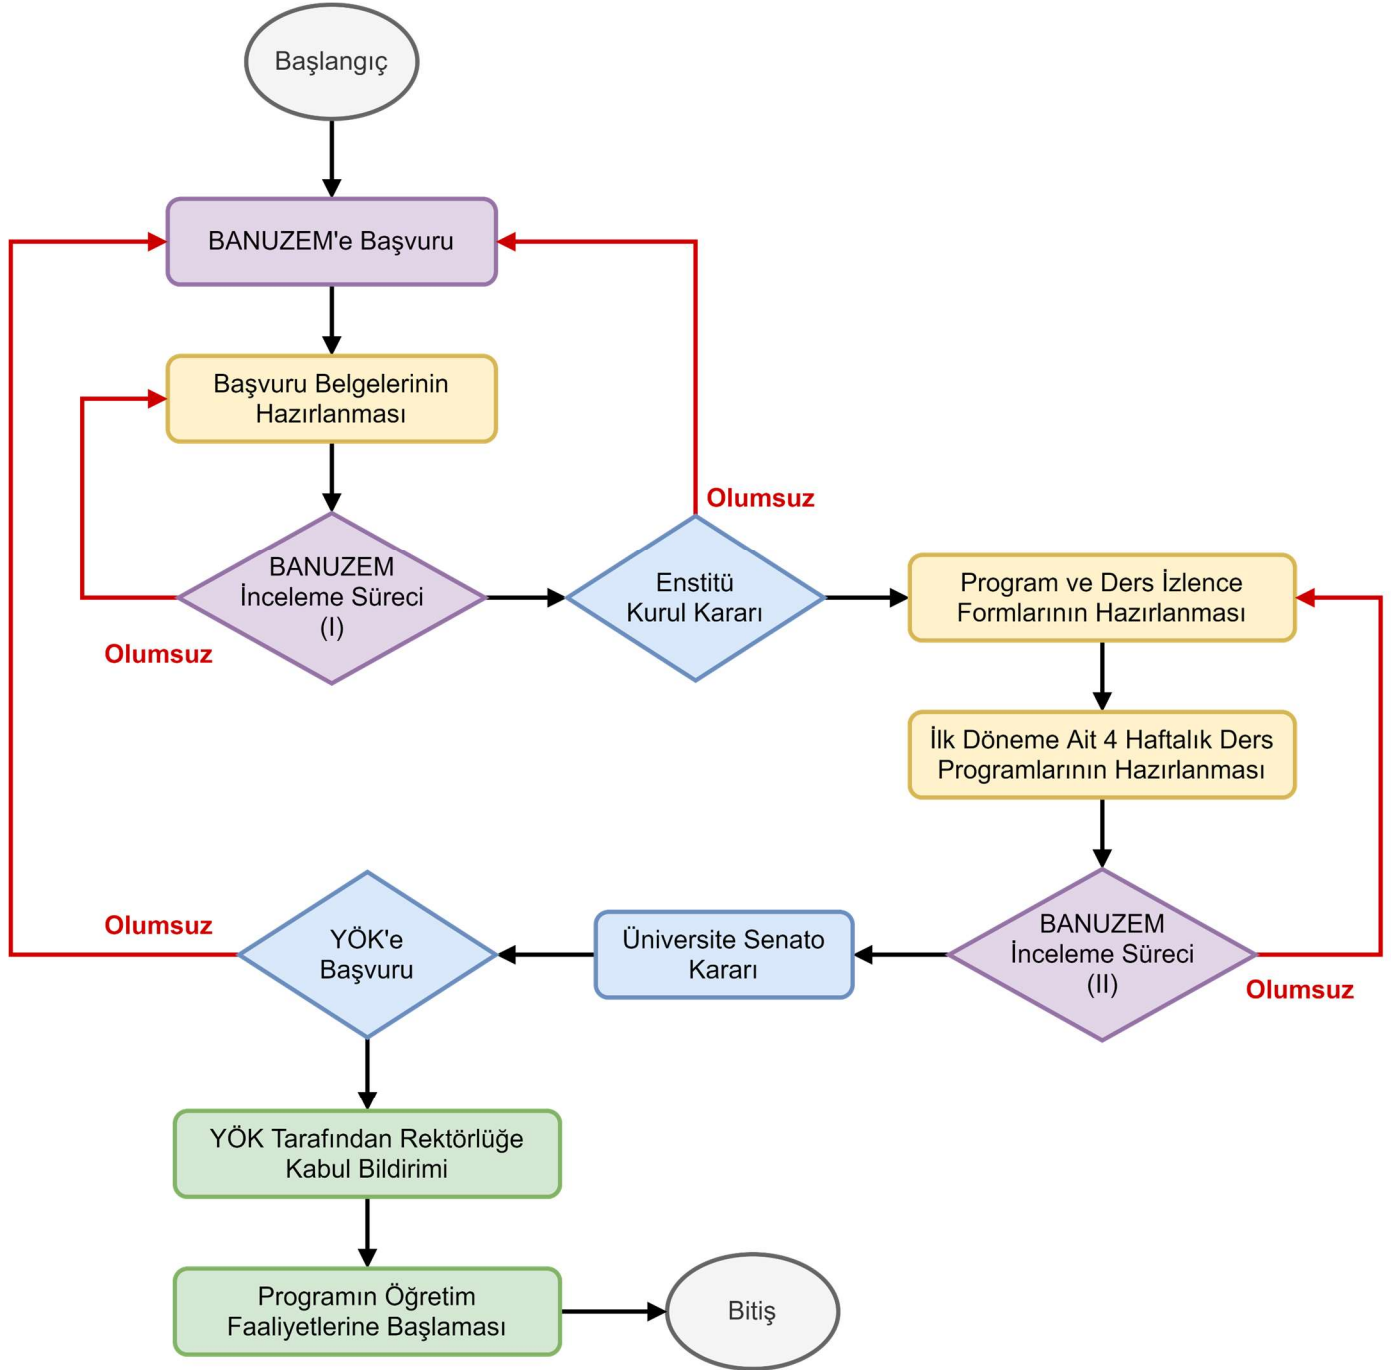 Başlangıç
BANUZEM'e Başvuru
Başvuru Belgelerinin
Hazırlanması
BANUZEM
İnceleme Süreci
(I)
Olumsuz
Enstitü
Kurul Kararı
Olumsuz
Program ve Ders İzlence
Formlarının Hazırlanması
İlk Döneme Ait 4 Haftalık Ders
Programlarının Hazırlanması
BANUZEM
İnceleme Süreci
(II)
Olumsuz
Üniversite Senato
Kararı
YÖK'e
Başvuru
Olumsuz
YÖK Tarafından Rektörlüğe
Kabul Bildirimi
Programın Öğretim
Faaliyetlerine Başlaması
Bitiş